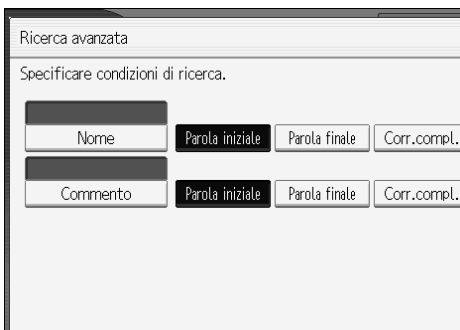 Ricerca avanzata
Specificare condizioni di ricerca.
Nome Parola iniziale Parola finale Corr.compl.
Commento Parola iniziale Parola finale Corr.compl.